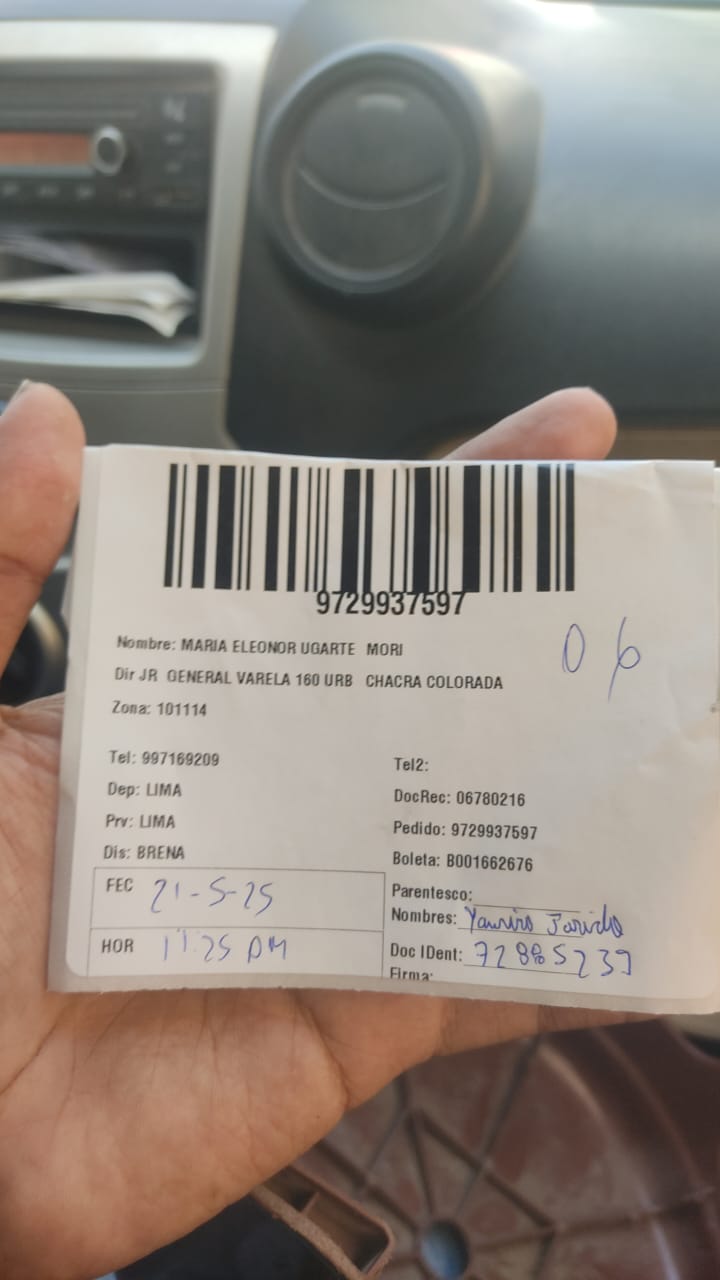 9729937597
06
Nombre: MARIA ELEONOR UGARTE MORI
Dir JR GENERAL VARELA 160 URB CHACRA COLORADA
Zona: 101114
Tel: 997169209
Dep: LIMA
Prv: LIMA
Dis: BRENA
Tel2:
DocRec: 06780216
Pedido: 9729937597
Boleta: B001662676
FEC 21-5-25
HOR 11:25 PM
Parentesco:
Nombres:
Doc IDent: 72885239
Firma: